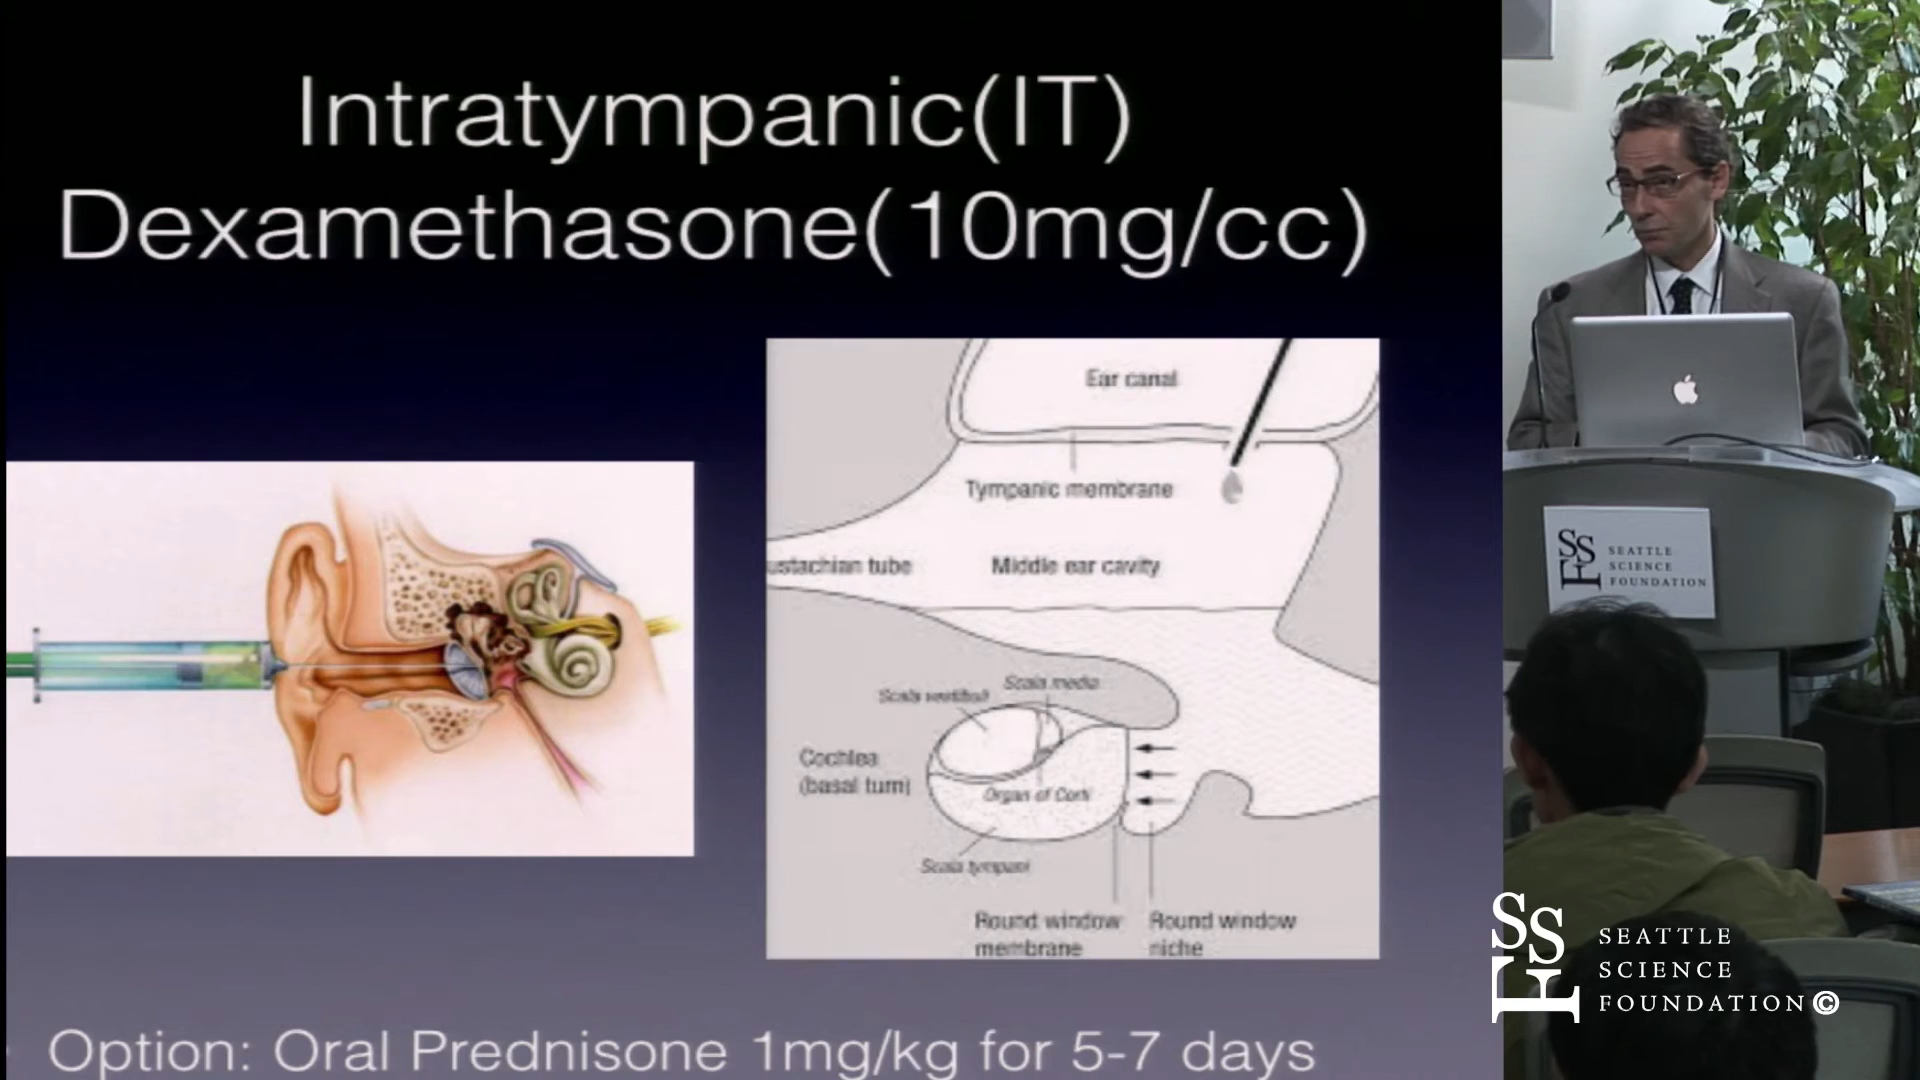 Intratympanic(IT)
Dexamethasone(10mg/cc)
Ear canal
Tympanic membrane
ustachian tube
Middle ear cavity
Scala vestibuli
Scala media
Cochlea
(basal turn)
Organ of Corti
Scala tympani
Round window
membrane
Round window
niche
Option: Oral Prednisone 1mg/kg for 5-7 days
SSF
SEATTLE
SCIENCE
FOUNDATION
SSF
SEATTLE
SCIENCE
FOUNDATION©